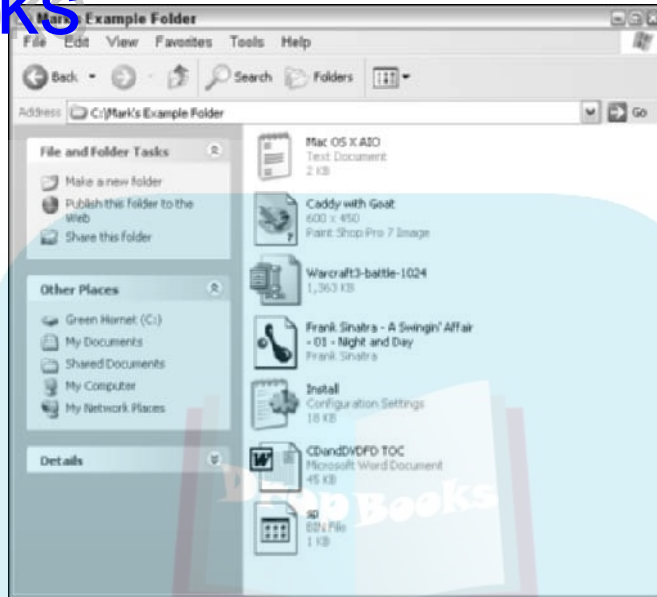 ks
Mark's Example Folder
File Edit View Favorites Tools Help
Back Search Folders
Address C:\Mark's Example Folder Go
File and Folder Tasks
Make a new folder
Publish this folder to the
Web
Share this folder
Other Places
Green Hornet (C:)
My Documents
Shared Documents
My Computer
My Network Places
Details
Mac OS X AIO
Text Document
2 KB
Caddy with Goat
600 x 450
Paint Shop Pro 7 Image
Warcraft3-battle-1024
1,363 KB
Frank Sinatra - A Swingin' Affair
- 01 - Night and Day
Frank Sinatra
Install
Configuration Settings
18 KB
CDandDVDFD TOC
Microsoft Word Document
45 KB
sp
BIN File
1 KB
DropBooks